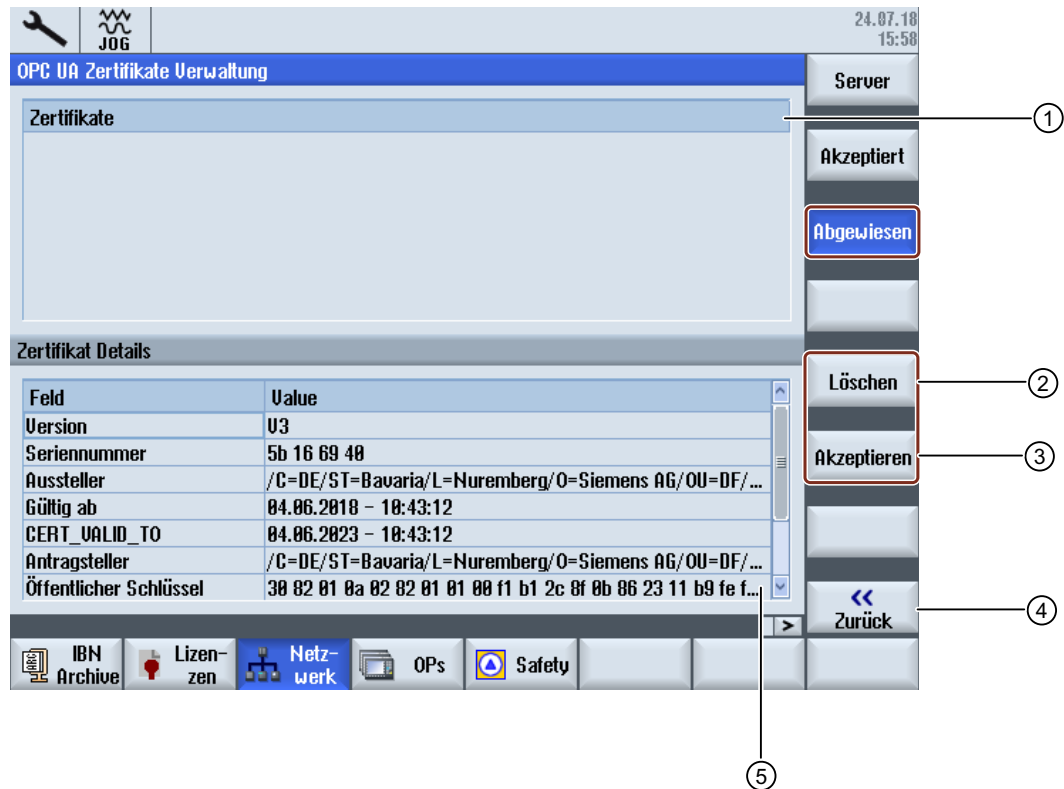 24.07.18
JOG
15:58
OPC UA Zertifikate Verwaltung
Server
Zertifikate
1
Akzeptiert
Abgewiesen
Zertifikat Details
Löschen
2
Feld Value
Version V3
Seriennummer 5b 16 69 40
Akzeptieren
3
Aussteller /C=DE/ST=Bavaria/L=Nuremberg/O=Siemens AG/OU=DF/...
Gültig ab 04.06.2018 - 10:43:12
CERT_VALID_TO 04.06.2023 - 10:43:12
Antragsteller /C=DE/ST=Bavaria/L=Nuremberg/O=Siemens AG/OU=DF/...
Öffentlicher Schlüssel 30 82 01 0a 02 82 01 01 00 f1 b1 2c 8f 0b 86 23 11 b9 fe f...
<<
Zurück
4
>
IBN
Archive
Lizen-
zen
Netz-
werk
OPs
Safety
5